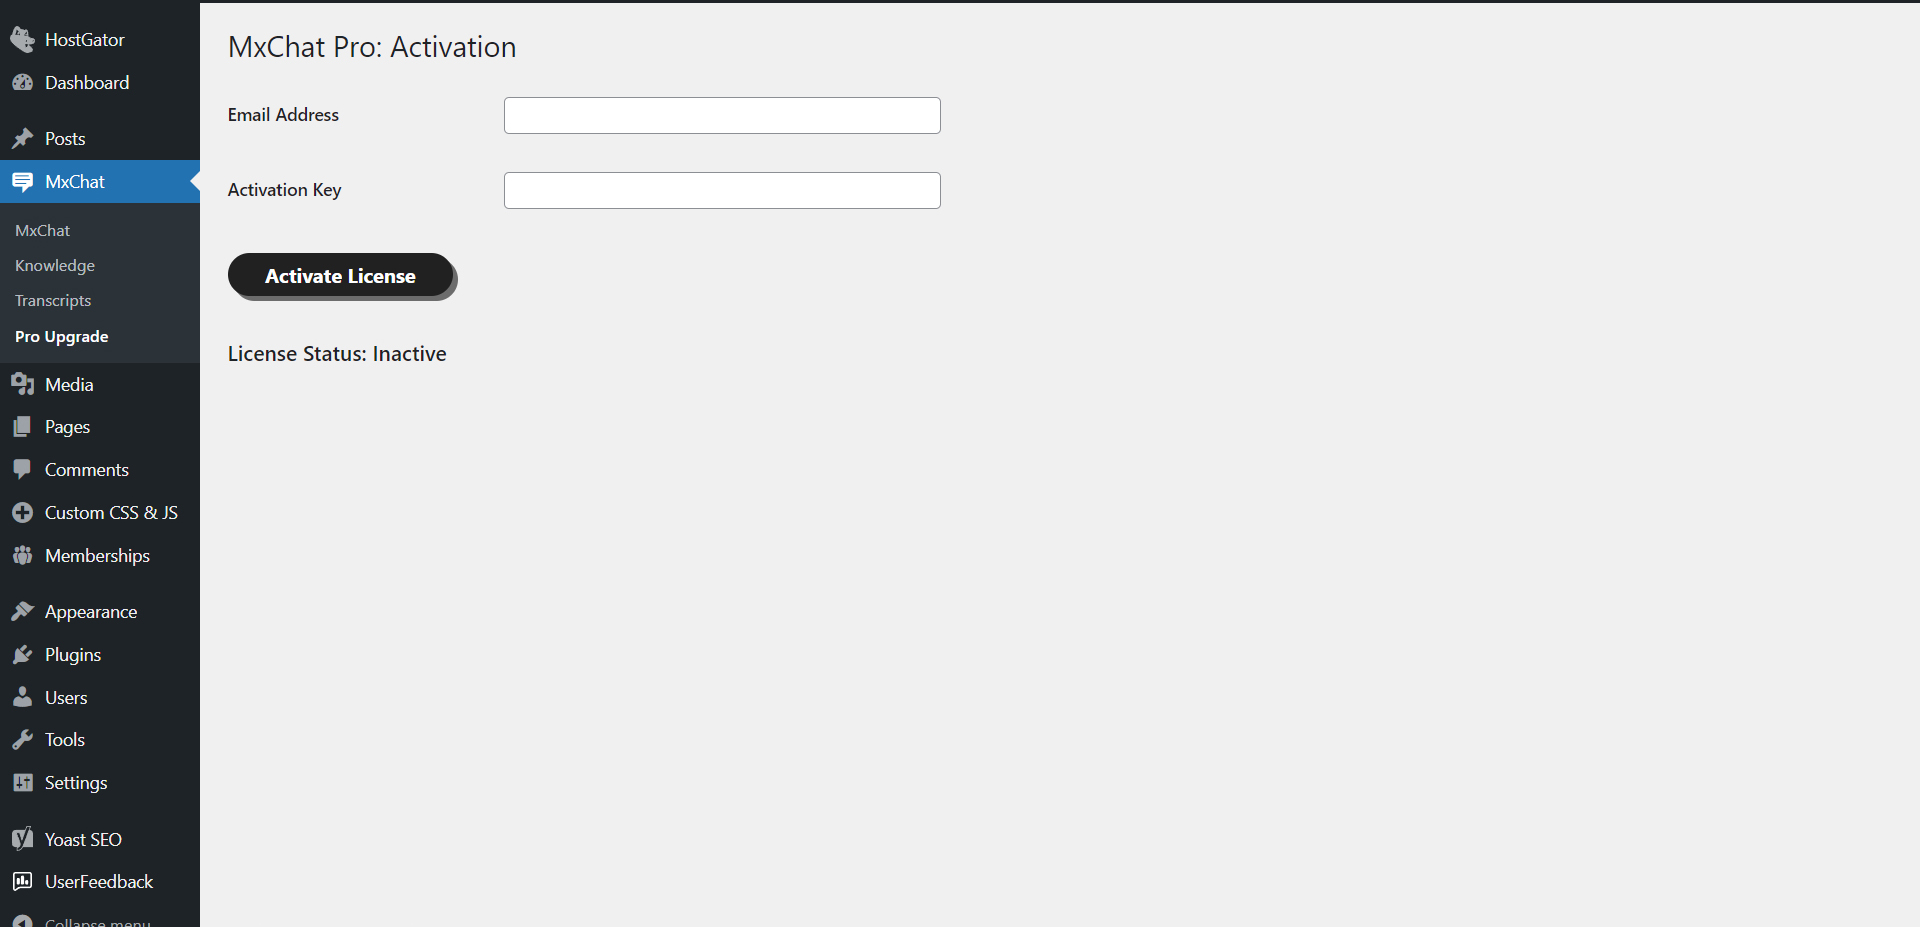 HostGator
Dashboard
Posts
MxChat
MxChat
Knowledge
Transcripts
Pro Upgrade
Media
Pages
Comments
Custom CSS & JS
Memberships
Appearance
Plugins
Users
Tools
Settings
Yoast SEO
UserFeedback
Collapse menu
MxChat Pro: Activation
Email Address
Activation Key
Activate License
License Status: Inactive